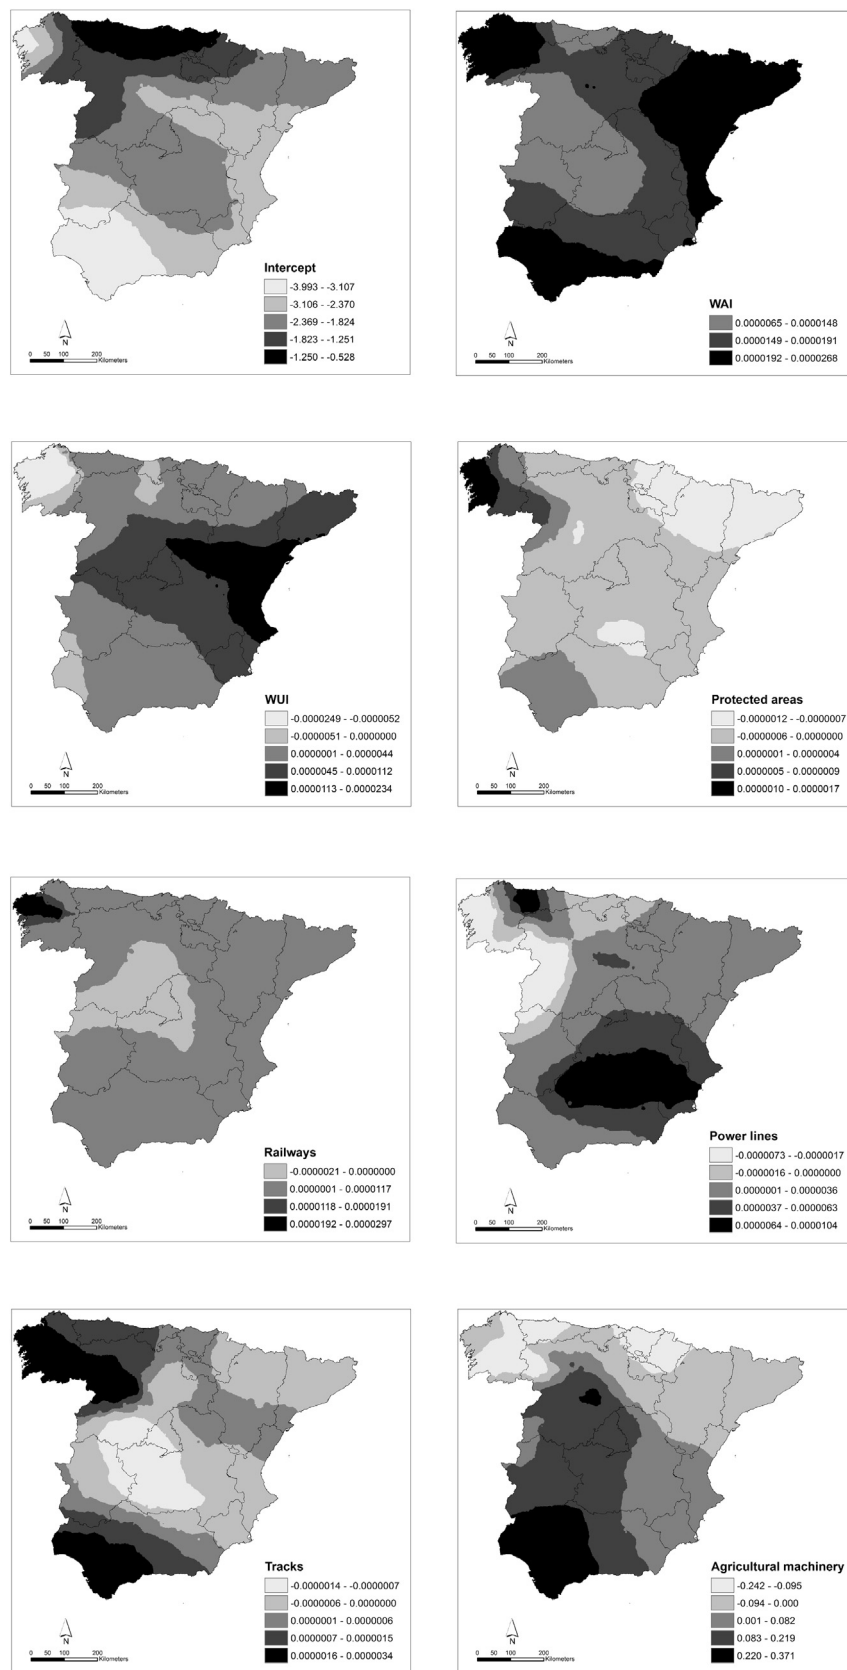 Intercept
-3.993 - -3.107
-3.106 - -2.370
-2.369 - -1.824
-1.823 - -1.251
-1.250 - -0.528
N
0 50 100 200
Kilometers
WAI
0.0000065 - 0.0000148
0.0000149 - 0.0000191
0.0000192 - 0.0000268
N
0 50 100 200
Kilometers
WUI
-0.0000249 - -0.0000052
-0.0000051 - 0.0000000
0.0000001 - 0.0000044
0.0000045 - 0.0000112
0.0000113 - 0.0000234
N
0 50 100 200
Kilometers
Protected areas
-0.0000012 - -0.0000007
-0.0000006 - 0.0000000
0.0000001 - 0.0000004
0.0000005 - 0.0000009
0.0000010 - 0.0000017
N
0 50 100 200
Kilometers
Railways
-0.0000021 - 0.0000000
0.0000001 - 0.0000117
0.0000118 - 0.0000191
0.0000192 - 0.0000297
N
0 50 100 200
Kilometers
Power lines
-0.0000073 - -0.0000017
-0.0000016 - 0.0000000
0.0000001 - 0.0000036
0.0000037 - 0.0000063
0.0000064 - 0.0000104
N
0 50 100 200
Kilometers
Tracks
-0.0000014 - -0.0000007
-0.0000006 - 0.0000000
0.0000001 - 0.0000006
0.0000007 - 0.0000015
0.0000016 - 0.0000034
N
0 50 100 200
Kilometers
Agricultural machinery
-0.242 - -0.095
-0.094 - 0.000
0.001 - 0.082
0.083 - 0.219
0.220 - 0.371
N
0 50 100 200
Kilometers